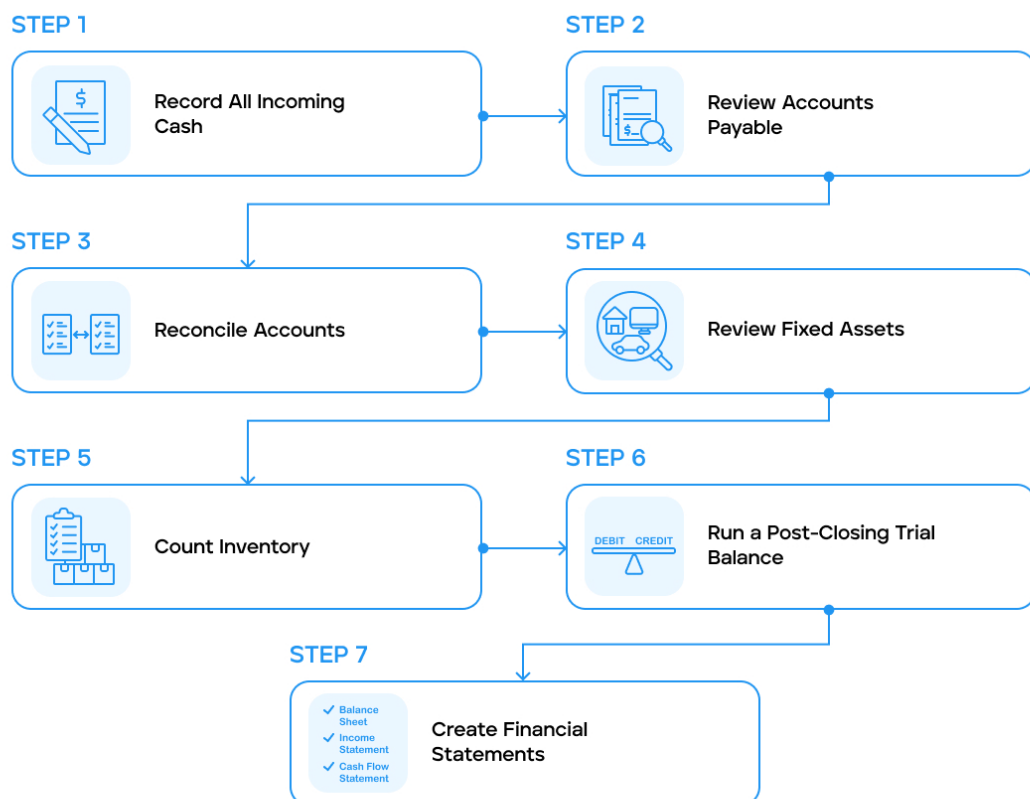 STEP 1
Record All Incoming
Cash
STEP 2
Review Accounts
Payable
STEP 3
Reconcile Accounts
STEP 4
Review Fixed Assets
STEP 5
Count Inventory
STEP 6
DEBIT CREDIT
Run a Post-Closing Trial
Balance
STEP 7
Balance
Sheet
Income
Statement
Cash Flow
Statement
Create Financial
Statements